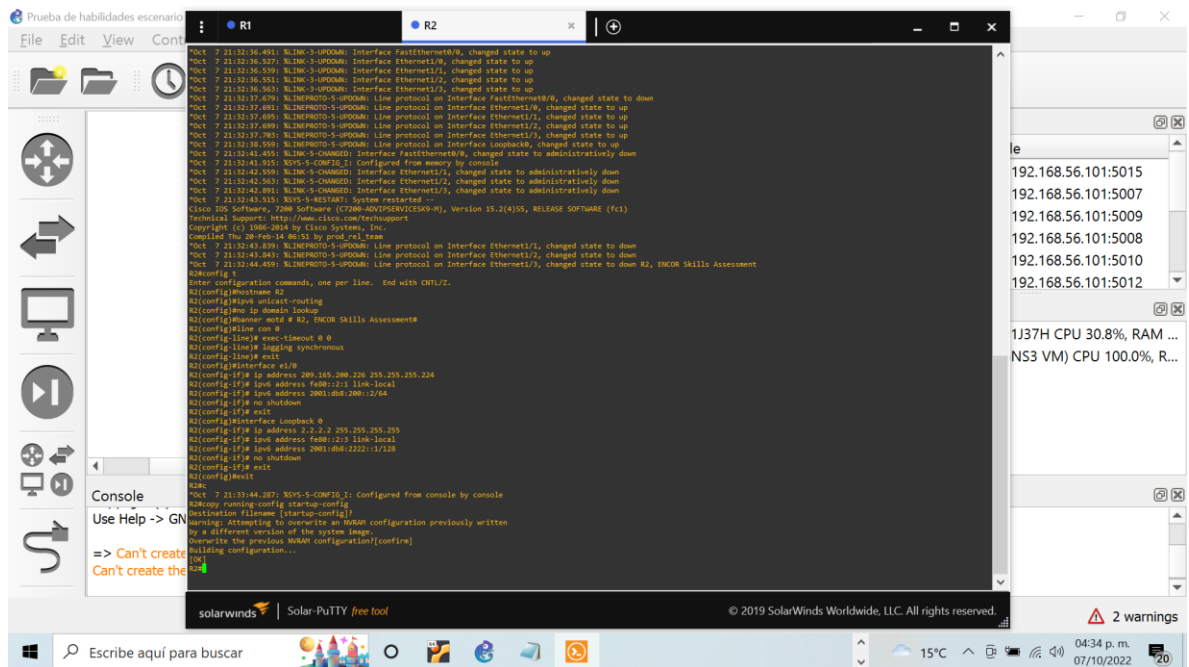 Prueba de habilidades escenario
File Edit View Cont
R1
R2
*Oct 7 21:32:36.491: %LINK-3-UPDOWN: Interface FastEthernet0/0, changed state to up
*Oct 7 21:32:36.527: %LINK-3-UPDOWN: Interface Ethernet1/0, changed state to up
*Oct 7 21:32:36.539: %LINK-3-UPDOWN: Interface Ethernet1/1, changed state to up
*Oct 7 21:32:36.551: %LINK-3-UPDOWN: Interface Ethernet1/2, changed state to up
*Oct 7 21:32:36.563: %LINK-3-UPDOWN: Interface Ethernet1/3, changed state to up
*Oct 7 21:32:37.679: %LINEPROTO-5-UPDOWN: Line protocol on Interface FastEthernet0/0, changed state to down
*Oct 7 21:32:37.691: %LINEPROTO-5-UPDOWN: Line protocol on Interface Ethernet1/0, changed state to up
*Oct 7 21:32:37.695: %LINEPROTO-5-UPDOWN: Line protocol on Interface Ethernet1/1, changed state to up
*Oct 7 21:32:37.699: %LINEPROTO-5-UPDOWN: Line protocol on Interface Ethernet1/2, changed state to up
*Oct 7 21:32:37.703: %LINEPROTO-5-UPDOWN: Line protocol on Interface Ethernet1/3, changed state to up
*Oct 7 21:32:38.559: %LINEPROTO-5-UPDOWN: Line protocol on Interface Loopback0, changed state to up
*Oct 7 21:32:41.455: %LINK-5-CHANGED: Interface FastEthernet0/0, changed state to administratively down
*Oct 7 21:32:41.915: %SYS-5-CONFIG_I: Configured from memory by console
*Oct 7 21:32:42.559: %LINK-5-CHANGED: Interface Ethernet1/1, changed state to administratively down
*Oct 7 21:32:42.563: %LINK-5-CHANGED: Interface Ethernet1/2, changed state to administratively down
*Oct 7 21:32:42.891: %LINK-5-CHANGED: Interface Ethernet1/3, changed state to administratively down
*Oct 7 21:32:43.515: %SYS-5-RESTART: System restarted --
Cisco IOS Software, 7200 Software (C7200-ADVIPSERVICESK9-M), Version 15.2(4)S5, RELEASE SOFTWARE (fc1)
Technical Support: http://www.cisco.com/techsupport
Copyright (c) 1986-2014 by Cisco Systems, Inc.
Compiled Thu 20-Feb-14 06:51 by prod_rel_team
*Oct 7 21:32:43.839: %LINEPROTO-5-UPDOWN: Line protocol on Interface Ethernet1/1, changed state to down
*Oct 7 21:32:43.843: %LINEPROTO-5-UPDOWN: Line protocol on Interface Ethernet1/2, changed state to down
*Oct 7 21:32:44.459: %LINEPROTO-5-UPDOWN: Line protocol on Interface Ethernet1/3, changed state to down R2, ENCOR Skills Assessment
R2#config t
Enter configuration commands, one per line. End with CNTL/Z.
R2(config)#hostname R2
R2(config)#ipv6 unicast-routing
R2(config)#no ip domain lookup
R2(config)#banner motd # R2, ENCOR Skills Assessment#
R2(config)#line con 0
R2(config-line)# exec-timeout 0 0
R2(config-line)# logging synchronous
R2(config-line)# exit
R2(config)#interface e1/0
R2(config-if)# ip address 209.165.200.226 255.255.255.224
R2(config-if)# ipv6 address fe80::2:1 link-local
R2(config-if)# ipv6 address 2001:db8:200::2/64
R2(config-if)# no shutdown
R2(config-if)# exit
R2(config)#interface Loopback 0
R2(config-if)# ip address 2.2.2.2 255.255.255.255
R2(config-if)# ipv6 address fe80::2:3 link-local
R2(config-if)# ipv6 address 2001:db8:2222::1/128
R2(config-if)# no shutdown
R2(config-if)# exit
R2(config)#exit
R2#c
*Oct 7 21:33:44.287: %SYS-5-CONFIG_I: Configured from console by console
R2#copy running-config startup-config
Destination filename [startup-config]?
Warning: Attempting to overwrite an NVRAM configuration previously written
by a different version of the system image.
Overwrite the previous NVRAM configuration?[confirm]
Building configuration...
[OK]
R2#
le
192.168.56.101:5015
192.168.56.101:5007
192.168.56.101:5009
192.168.56.101:5008
192.168.56.101:5010
192.168.56.101:5012
1J37H CPU 30.8%, RAM ...
NS3 VM) CPU 100.0%, R...
Console
Use Help -> GN
=> Can't create
Can't create the
solarwinds Solar-PuTTY free tool
© 2019 SolarWinds Worldwide, LLC. All rights reserved.
2 warnings
Escribe aquí para buscar
15°C
04:34 p. m.
07/10/2022
20